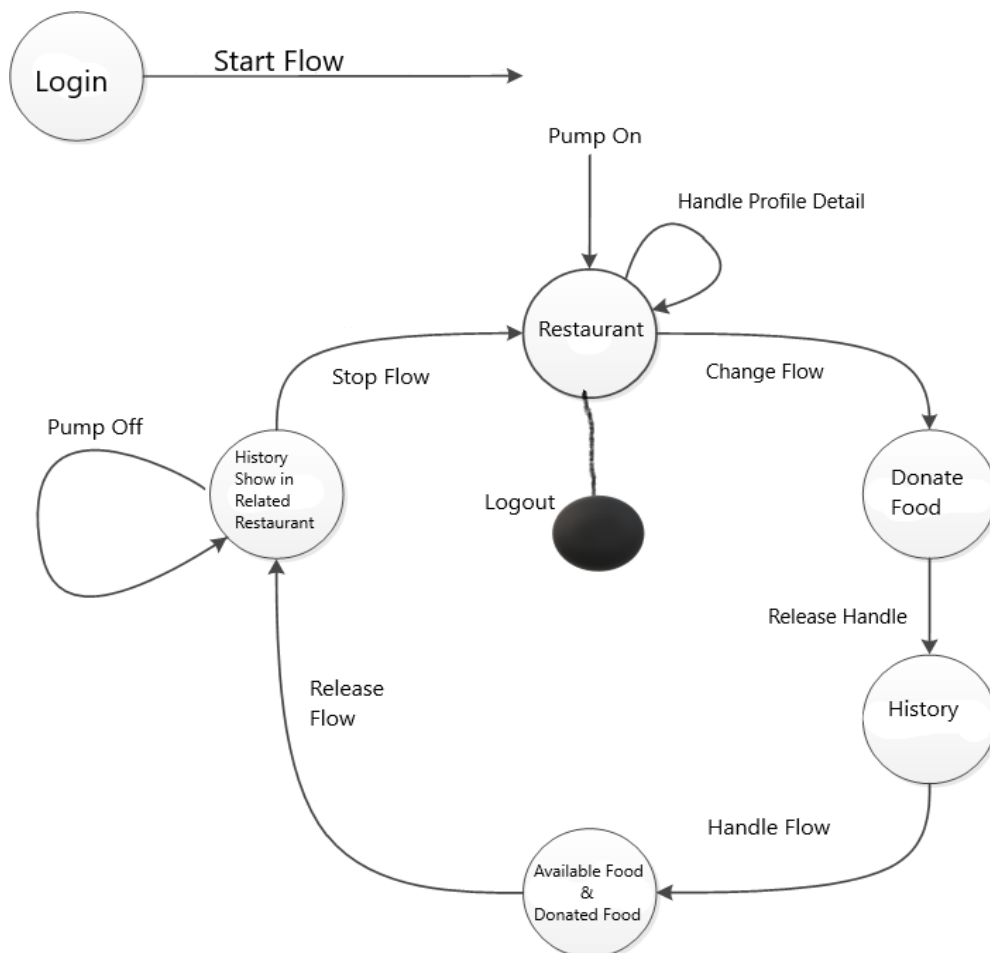 Login
Start Flow
Pump On
Handle Profile Detail
Restaurant
Change Flow
Stop Flow
Pump Off
History
Show in
Related
Restaurant
Logout
Donate
Food
Release Handle
History
Release
Flow
Handle Flow
Available Food
&
Donated Food